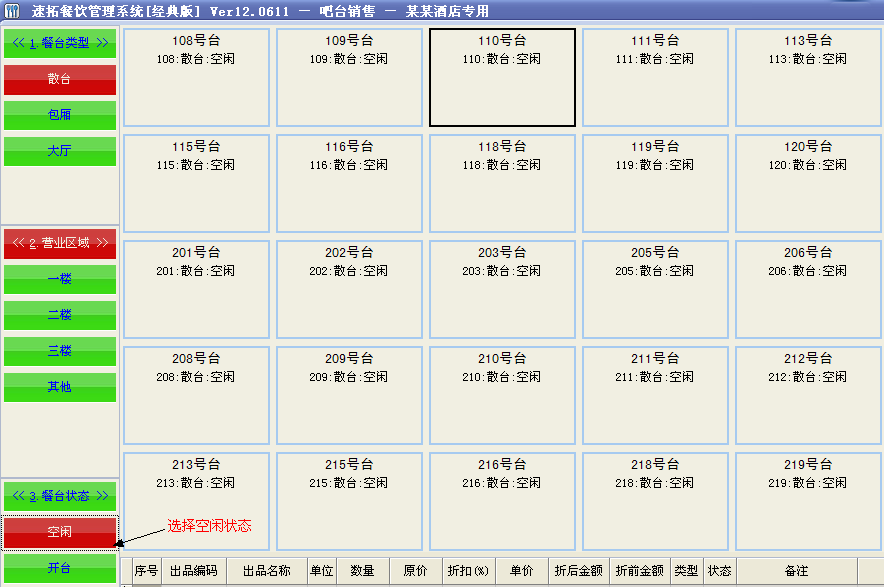 速拓餐饮管理系统[经典版] Ver12.0611 — 吧台销售 — 某某酒店专用
<< 1.餐台类型 >>
散台
包厢
大厅
<< 2.营业区域 >>
一楼
二楼
三楼
其他
<< 3.餐台状态 >>
空闲
开台
选择空闲状态
108号台
108:散台:空闲
109号台
109:散台:空闲
110号台
110:散台:空闲
111号台
111:散台:空闲
113号台
113:散台:空闲
115号台
115:散台:空闲
116号台
116:散台:空闲
118号台
118:散台:空闲
119号台
119:散台:空闲
120号台
120:散台:空闲
201号台
201:散台:空闲
202号台
202:散台:空闲
203号台
203:散台:空闲
205号台
205:散台:空闲
206号台
206:散台:空闲
208号台
208:散台:空闲
209号台
209:散台:空闲
210号台
210:散台:空闲
211号台
211:散台:空闲
212号台
212:散台:空闲
213号台
213:散台:空闲
215号台
215:散台:空闲
216号台
216:散台:空闲
218号台
218:散台:空闲
219号台
219:散台:空闲
序号 出品编码 出品名称 单位 数量 原价 折扣(%) 单价 折后金额 折前金额 类型 状态 备注